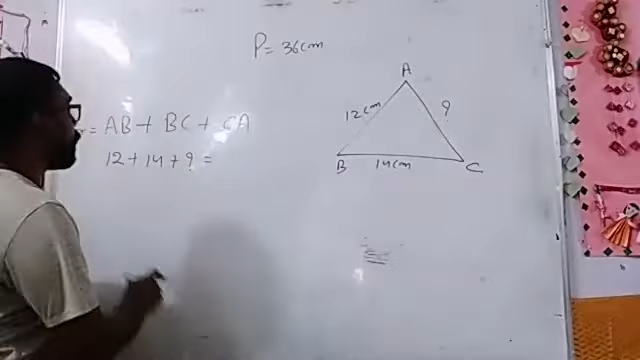 P = 36cm
A
12cm
9
= AB + BC + CA
12 + 14 + 9 =
B
14cm
C